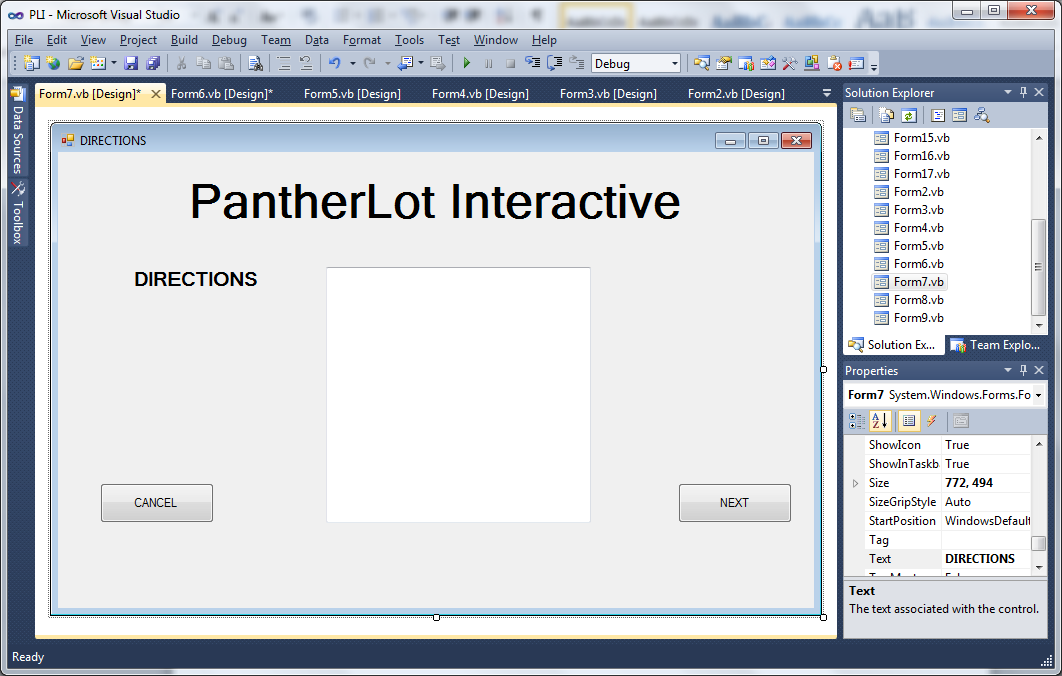 PLI - Microsoft Visual Studio
File Edit View Project Build Debug Team Data Format Tools Test Window Help
Debug
Data Sources
Toolbox
Form7.vb [Design]* Form6.vb [Design]* Form5.vb [Design] Form4.vb [Design] Form3.vb [Design] Form2.vb [Design]
DIRECTIONS
PantherLot Interactive
DIRECTIONS
CANCEL
NEXT
Solution Explorer
Form15.vb
Form16.vb
Form17.vb
Form2.vb
Form3.vb
Form4.vb
Form5.vb
Form6.vb
Form7.vb
Form8.vb
Form9.vb
Solution Ex... Team Explo...
Properties
Form7 System.Windows.Forms.Fo
ShowIcon True
ShowInTaskb True
Size 772, 494
SizeGripStyle Auto
StartPosition WindowsDefault
Tag
Text DIRECTIONS
Text
The text associated with the control.
Ready